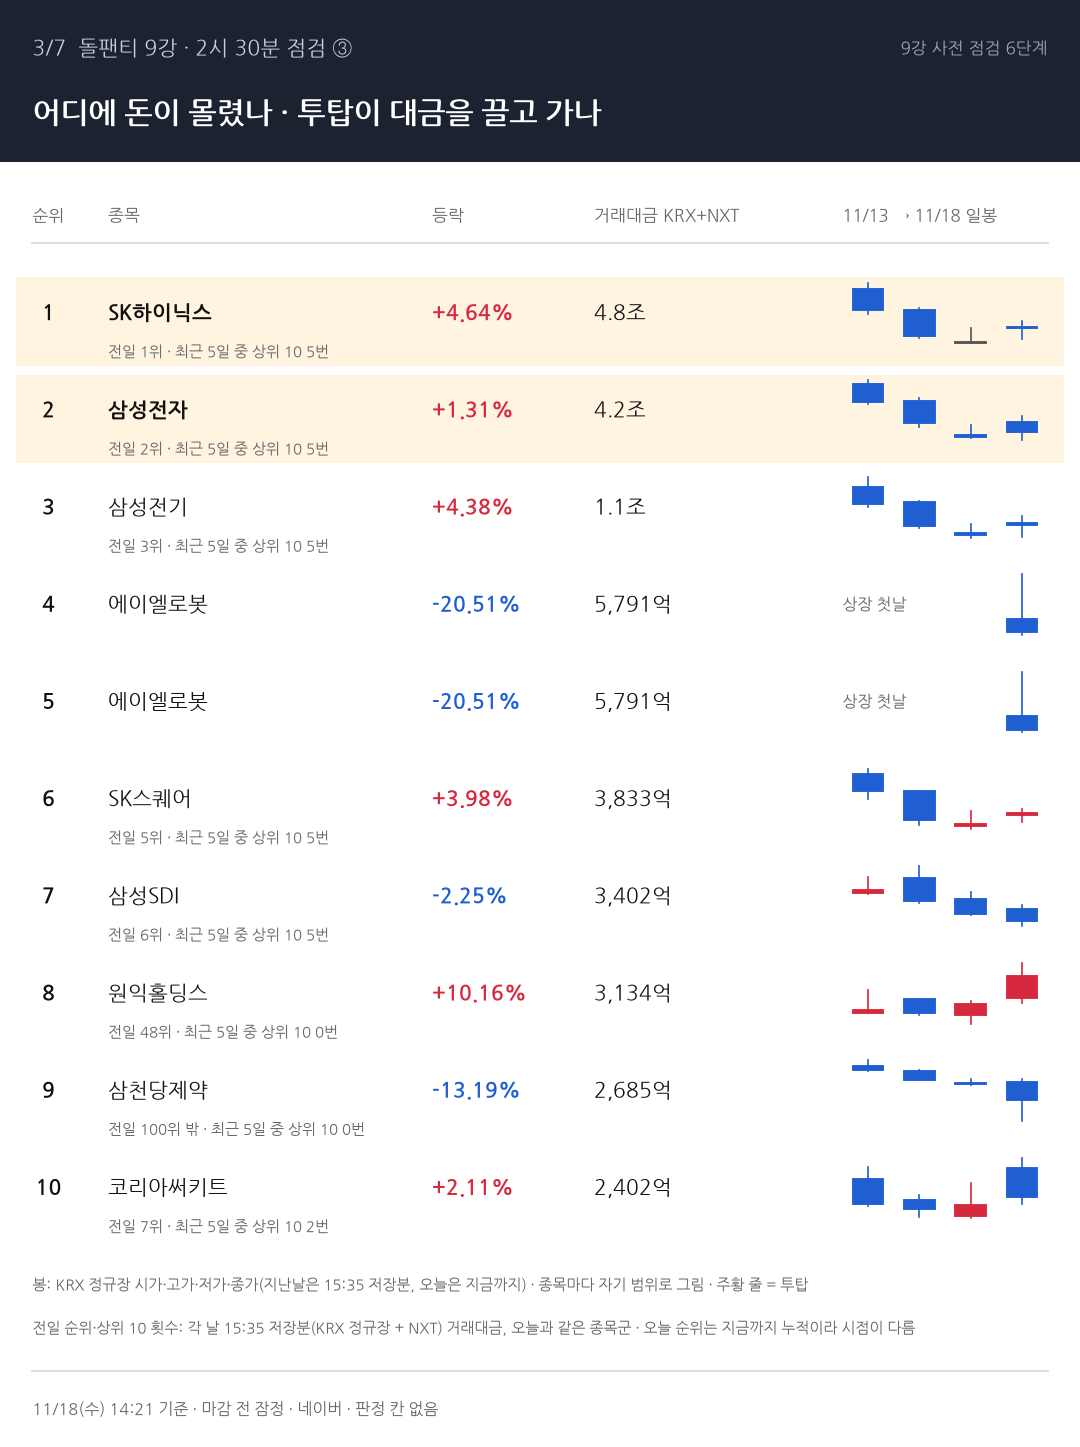 3/7 돌팬티 9강 · 2시 30분 점검 ③
9강 사전 점검 6단계
어디에 돈이 몰렸나 · 투탑이 대금을 끌고 가나
순위 종목 등락 거래대금 KRX+NXT 11/13 → 11/18 일봉
1 SK하이닉스 +4.64% 4.8조
전일 1위 · 최근 5일 중 상위 10 5번
2 삼성전자 +1.31% 4.2조
전일 2위 · 최근 5일 중 상위 10 5번
3 삼성전기 +4.38% 1.1조
전일 3위 · 최근 5일 중 상위 10 5번
4 에이엘로봇 -20.51% 5,791억 상장 첫날
5 에이엘로봇 -20.51% 5,791억 상장 첫날
6 SK스퀘어 +3.98% 3,833억
전일 5위 · 최근 5일 중 상위 10 5번
7 삼성SDI -2.25% 3,402억
전일 6위 · 최근 5일 중 상위 10 5번
8 원익홀딩스 +10.16% 3,134억
전일 48위 · 최근 5일 중 상위 10 0번
9 삼천당제약 -13.19% 2,685억
전일 100위 밖 · 최근 5일 중 상위 10 0번
10 코리아써키트 +2.11% 2,402억
전일 7위 · 최근 5일 중 상위 10 2번
봉: KRX 정규장 시가·고가·저가·종가(지난날은 15:35 저장분, 오늘은 지금까지) · 종목마다 자기 범위로 그림 · 주황 줄 = 투탑
전일 순위·상위 10 횟수: 각 날 15:35 저장분(KRX 정규장 + NXT) 거래대금, 오늘과 같은 종목군 · 오늘 순위는 지금까지 누적이라 시점이 다름
11/18(수) 14:21 기준 · 마감 전 잠정 · 네이버 · 판정 칸 없음